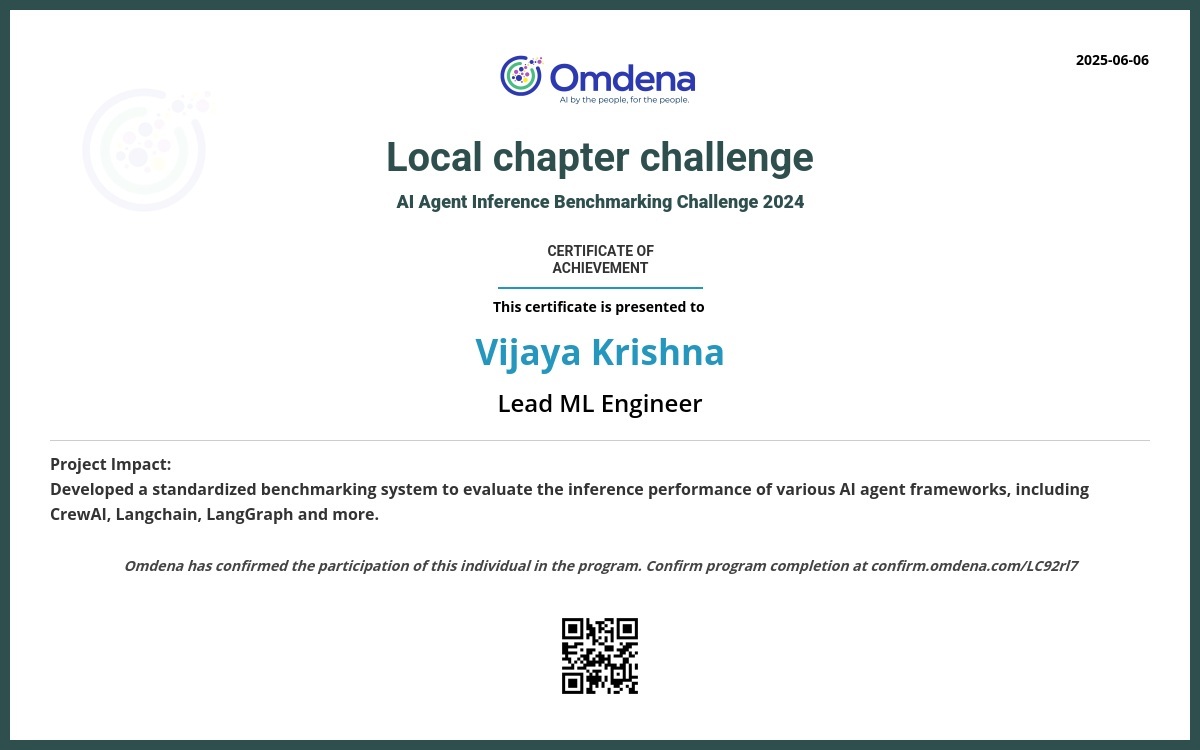 2025-06-06
Omdena
AI by the people, for the people.
Local chapter challenge
AI Agent Inference Benchmarking Challenge 2024
CERTIFICATE OF
ACHIEVEMENT
This certificate is presented to
Vijaya Krishna
Lead ML Engineer
Project Impact:
Developed a standardized benchmarking system to evaluate the inference performance of various AI agent frameworks, including
CrewAI, Langchain, LangGraph and more.
Omdena has confirmed the participation of this individual in the program. Confirm program completion at confirm.omdena.com/LC92rl7